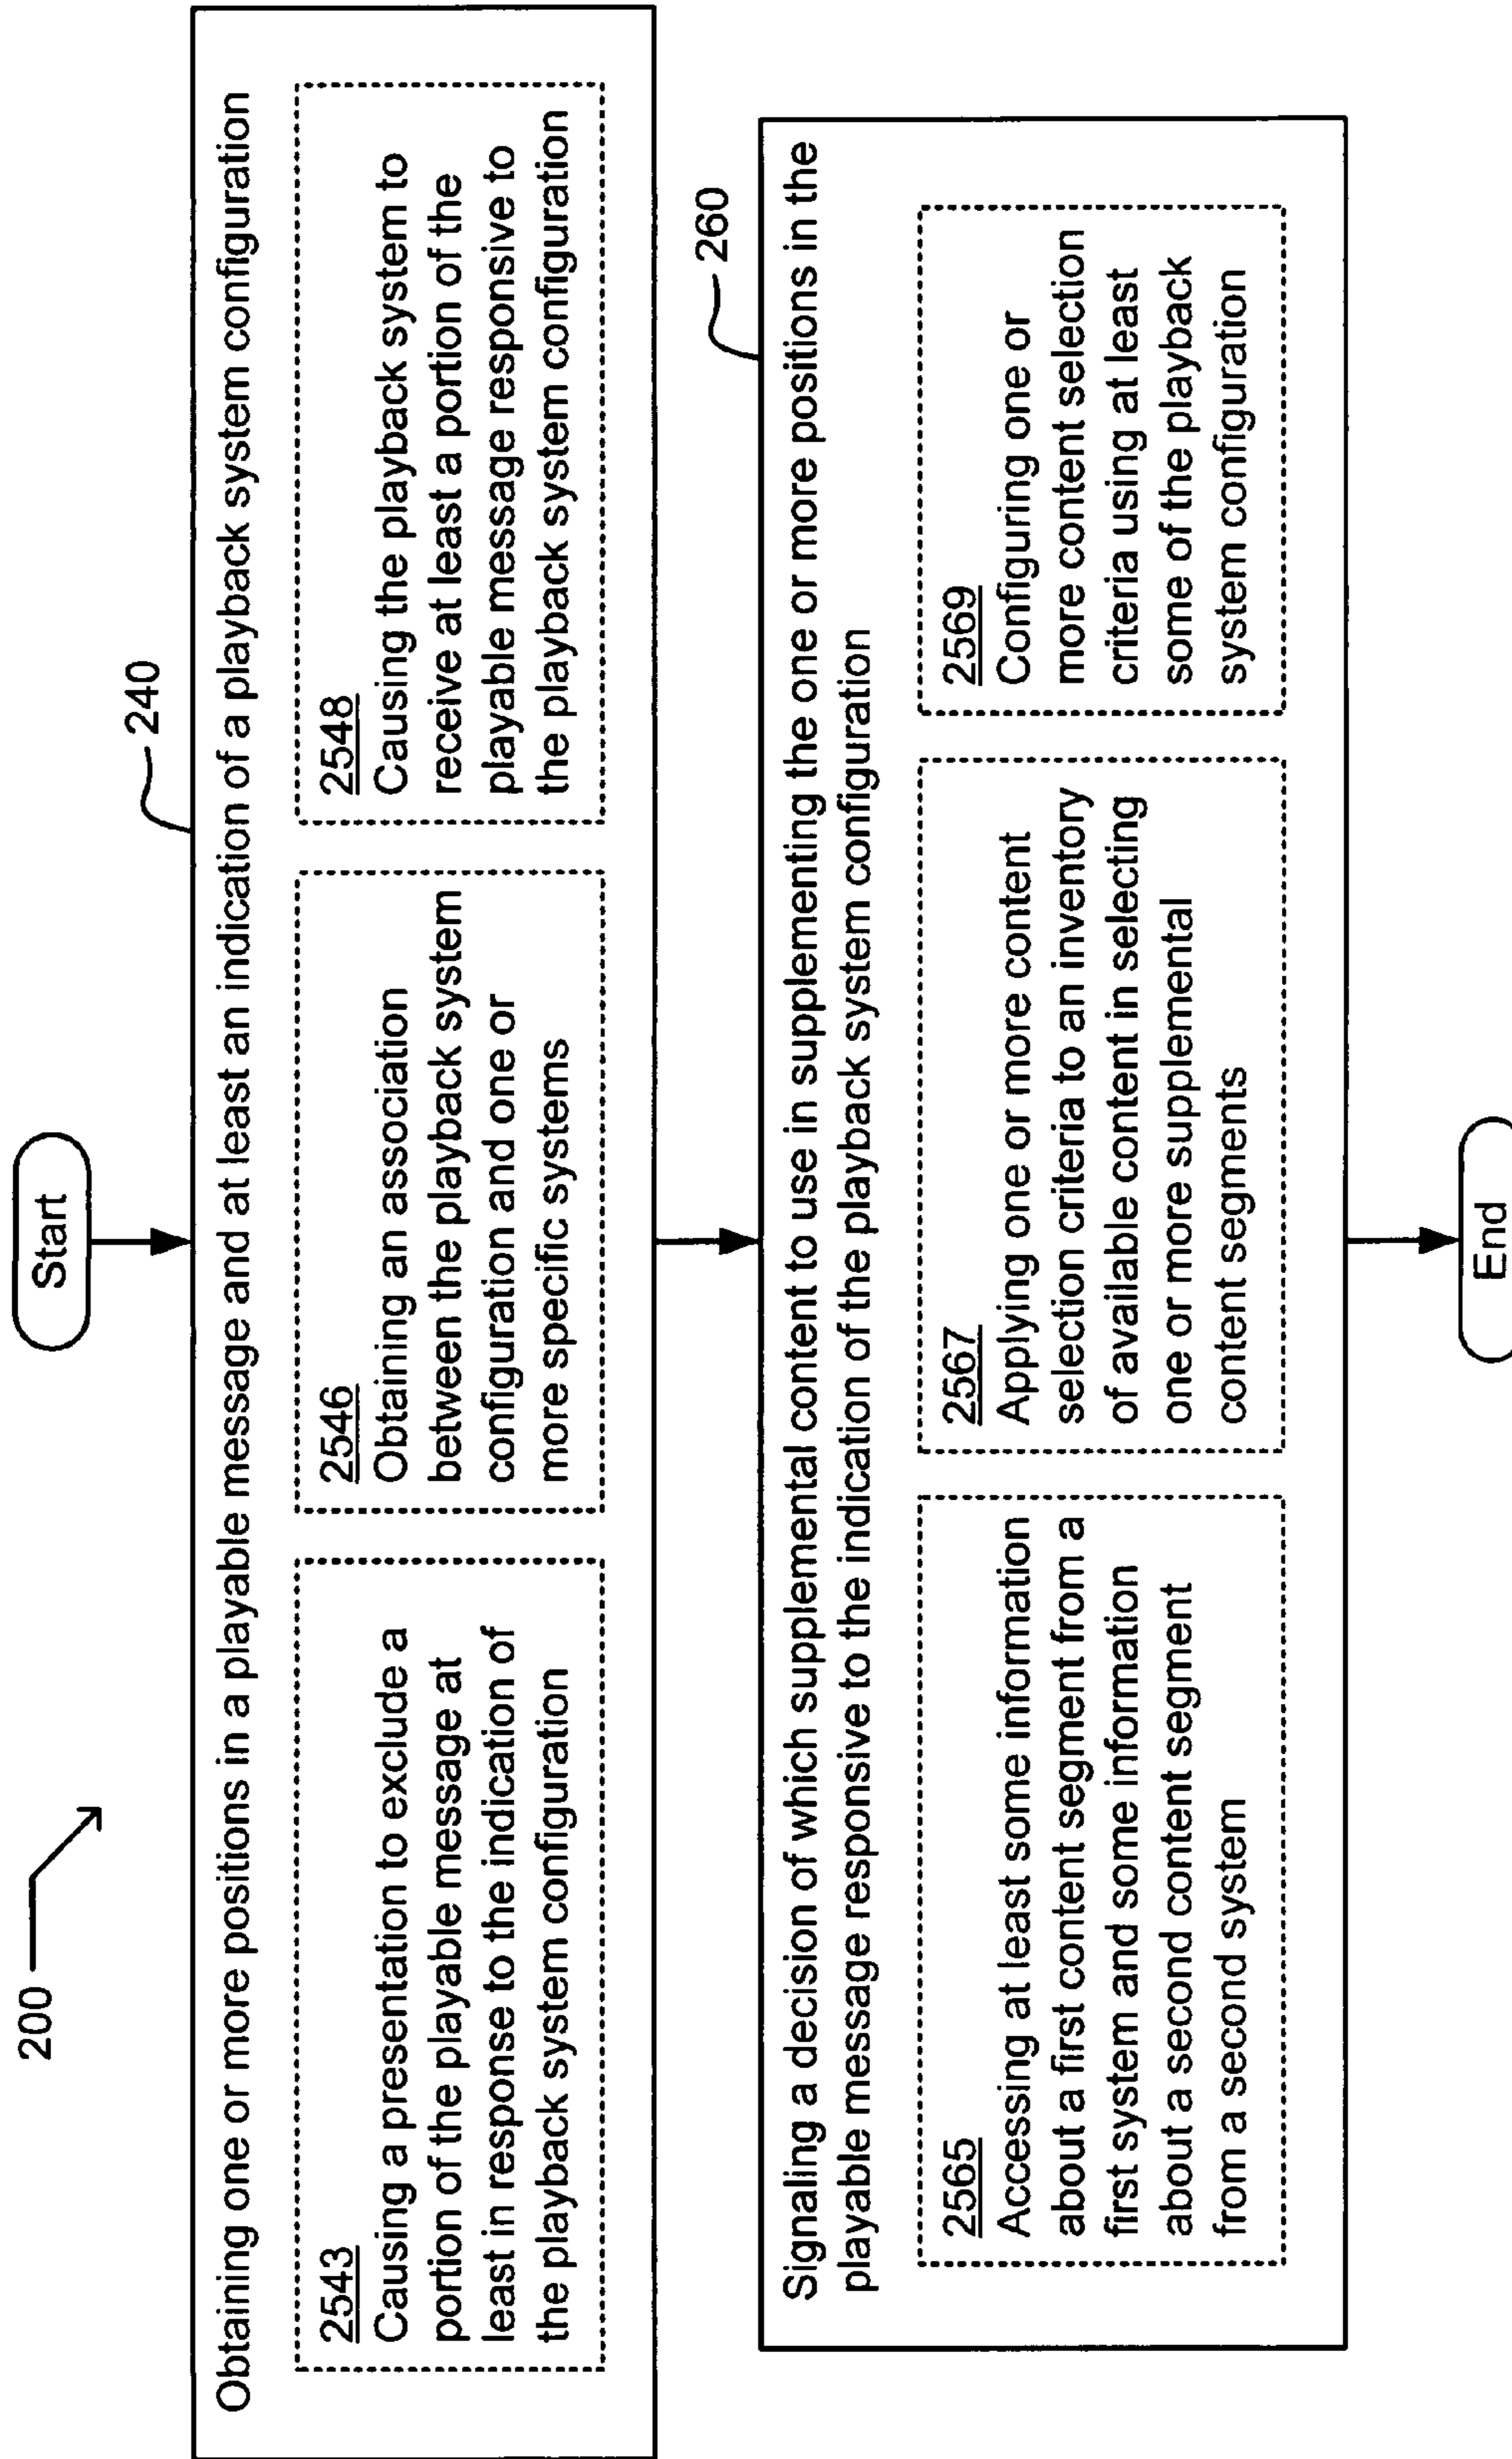 200
Start
240
Obtaining one or more positions in a playable message and at least an indication of a playback system configuration
2543
Causing a presentation to exclude a
portion of the playable message at
least in response to the indication of
the playback system configuration
2546
Obtaining an association
between the playback system
configuration and one or
more specific systems
2548
Causing the playback system to
receive at least a portion of the
playable message responsive to
the playback system configuration
260
Signaling a decision of which supplemental content to use in supplementing the one or more positions in the
playable message responsive to the indication of the playback system configuration
2565
Accessing at least some information
about a first content segment from a
first system and some information
about a second content segment
from a second system
2567
Applying one or more content
selection criteria to an inventory
of available content in selecting
one or more supplemental
content segments
2569
Configuring one or
more content selection
criteria using at least
some of the playback
system configuration
End